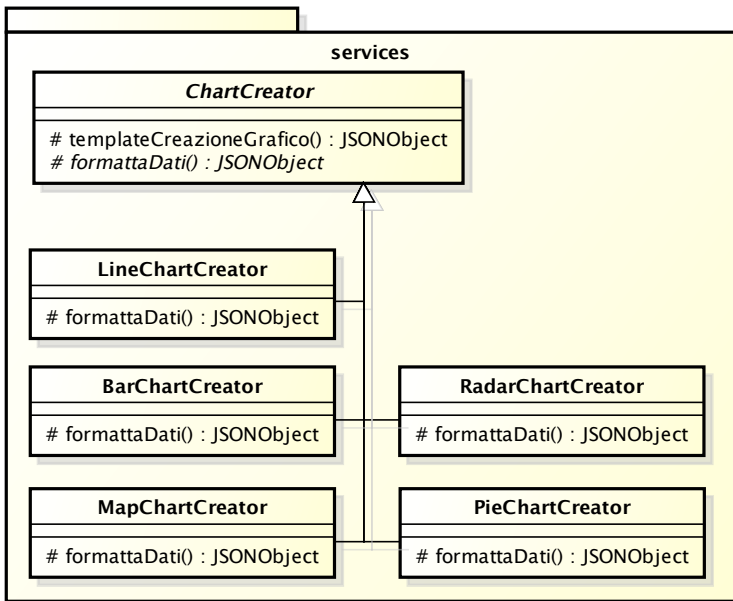 services
ChartCreator
# templateCreazioneGrafico() : JSONObject
# formattaDati() : JSONObject
LineChartCreator
# formattaDati() : JSONObject
BarChartCreator
# formattaDati() : JSONObject
RadarChartCreator
# formattaDati() : JSONObject
MapChartCreator
# formattaDati() : JSONObject
PieChartCreator
# formattaDati() : JSONObject